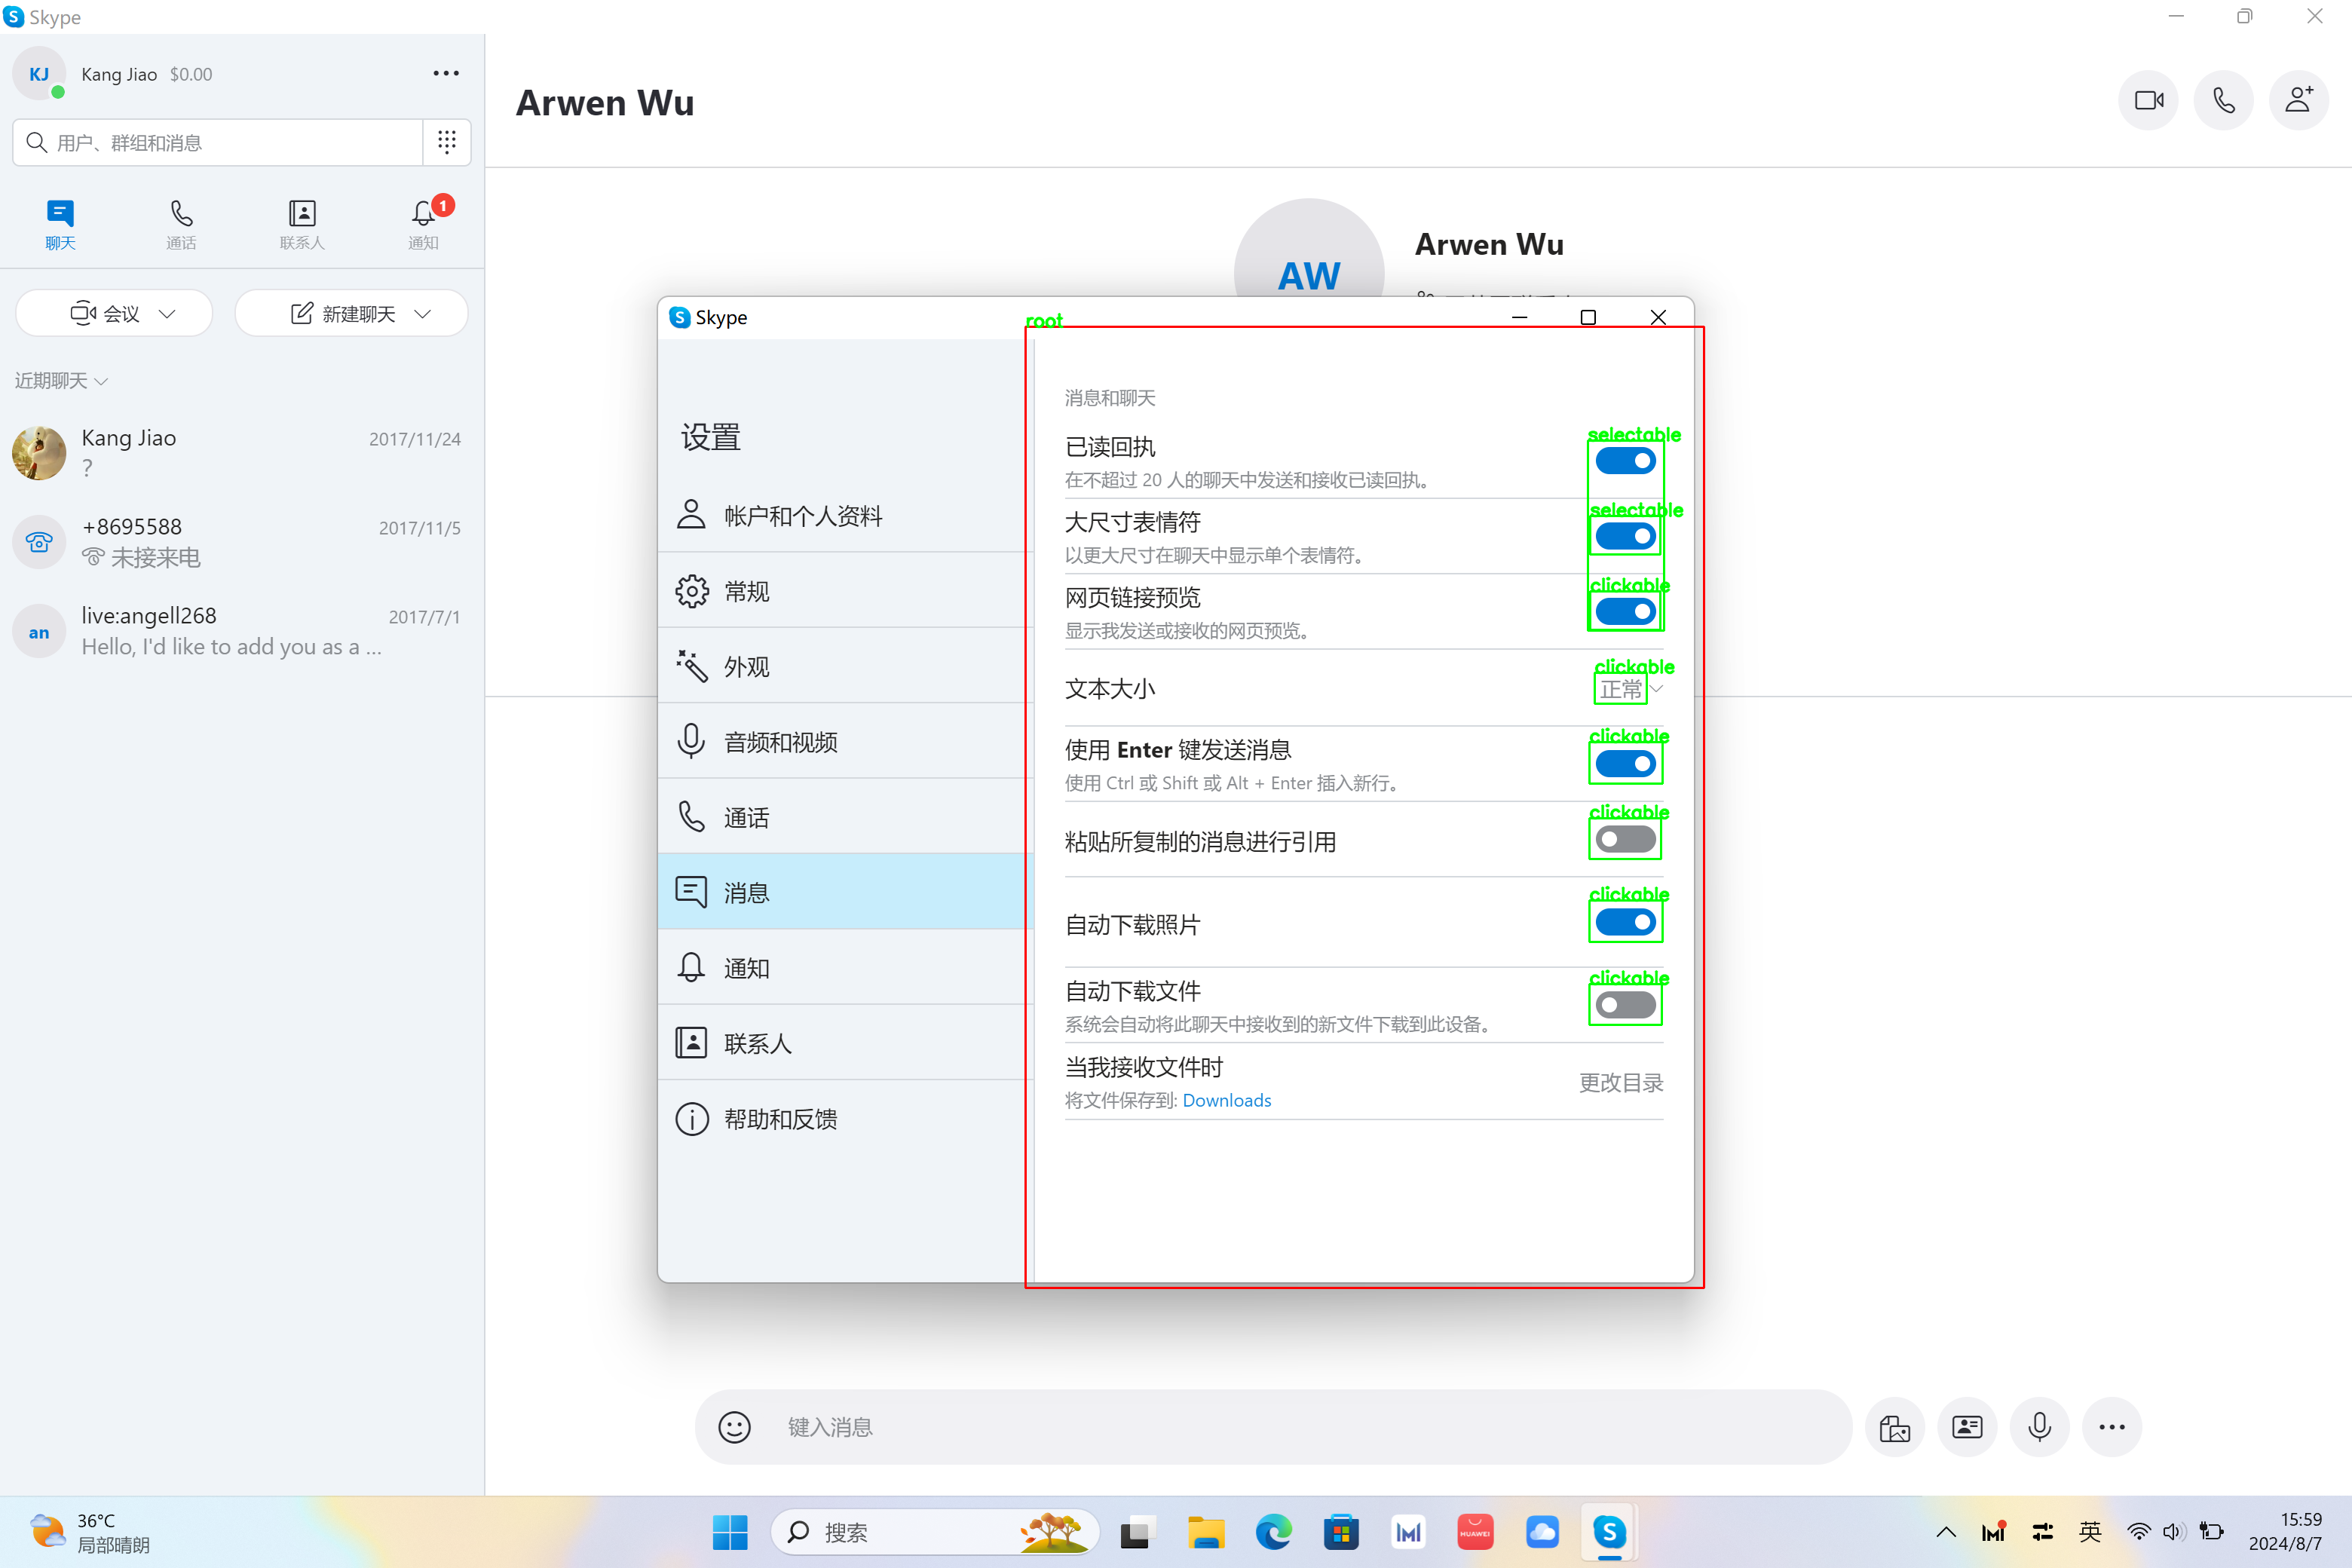 Skype
KJ
Kang Jiao $0.00
用户、群组和消息
聊天
通话
联系人
通知
1
会议
新建聊天
近期聊天
Kang Jiao
2017/11/24
?
+8695588
2017/11/5
未接来电
an
live:angell268
2017/7/1
Hello, I'd like to add you as a ...
Arwen Wu
AW
Arwen Wu
Skype
设置
帐户和个人资料
常规
外观
音频和视频
通话
消息
通知
联系人
帮助和反馈
root
消息和聊天
已读回执
在不超过 20 人的聊天中发送和接收已读回执。
selectable
大尺寸表情符
以更大尺寸在聊天中显示单个表情符。
selectable
网页链接预览
显示我发送或接收的网页预览。
clickable
文本大小
clickable
正常
使用 Enter 键发送消息
使用 Ctrl 或 Shift 或 Alt + Enter 插入新行。
clickable
粘贴所复制的消息进行引用
clickable
自动下载照片
clickable
自动下载文件
系统会自动将此聊天中接收到的新文件下载到此设备。
clickable
当我接收文件时
将文件保存到: Downloads
更改目录
键入消息
36°C
局部晴朗
搜索
HUAWEI
英
15:59
2024/8/7